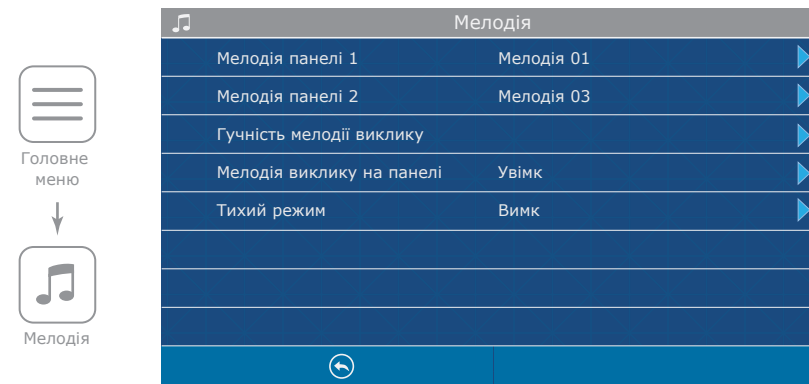 Головне
меню
Мелодія
Мелодія
Мелодія панелі 1 Мелодія 01
Мелодія панелі 2 Мелодія 03
Гучність мелодії виклику
Мелодія виклику на панелі Увімк
Тихий режим Вимк